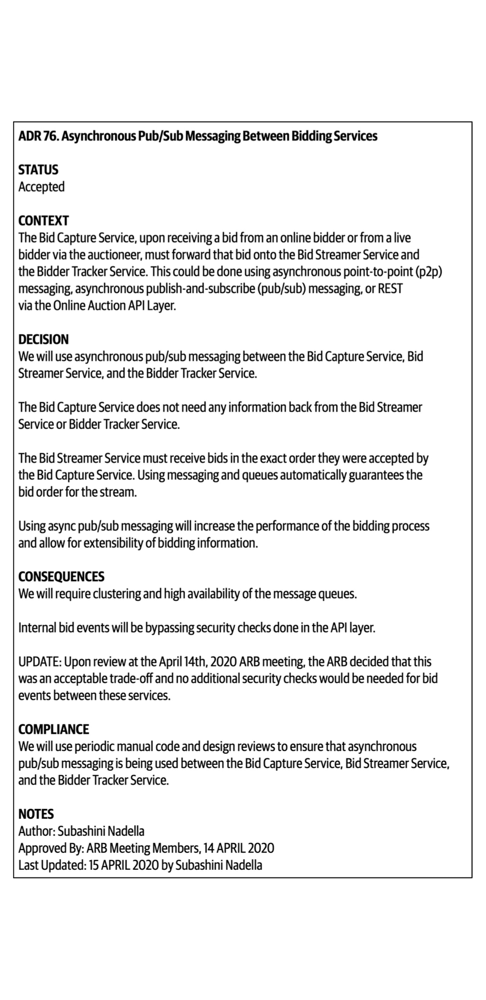 ADR 76. Asynchronous Pub/Sub Messaging Between Bidding Services
STATUS
Accepted
CONTEXT
The Bid Capture Service, upon receiving a bid from an online bidder or from a live
bidder via the auctioneer, must forward that bid onto the Bid Streamer Service and
the Bidder Tracker Service. This could be done using asynchronous point-to-point (p2p)
messaging, asynchronous publish-and-subscribe (pub/sub) messaging, or REST
via the Online Auction API Layer.
DECISION
We will use asynchronous pub/sub messaging between the Bid Capture Service, Bid
Streamer Service, and the Bidder Tracker Service.
The Bid Capture Service does not need any information back from the Bid Streamer
Service or Bidder Tracker Service.
The Bid Streamer Service must receive bids in the exact order they were accepted by
the Bid Capture Service. Using messaging and queues automatically guarantees the
bid order for the stream.
Using async pub/sub messaging will increase the performance of the bidding process
and allow for extensibility of bidding information.
CONSEQUENCES
We will require clustering and high availability of the message queues.
Internal bid events will be bypassing security checks done in the API layer.
UPDATE: Upon review at the April 14th, 2020 ARB meeting, the ARB decided that this
was an acceptable trade-off and no additional security checks would be needed for bid
events between these services.
COMPLIANCE
We will use periodic manual code and design reviews to ensure that asynchronous
pub/sub messaging is being used between the Bid Capture Service, Bid Streamer Service,
and the Bidder Tracker Service.
NOTES
Author: Subashini Nadella
Approved By: ARB Meeting Members, 14 APRIL 2020
Last Updated: 15 APRIL 2020 by Subashini Nadella